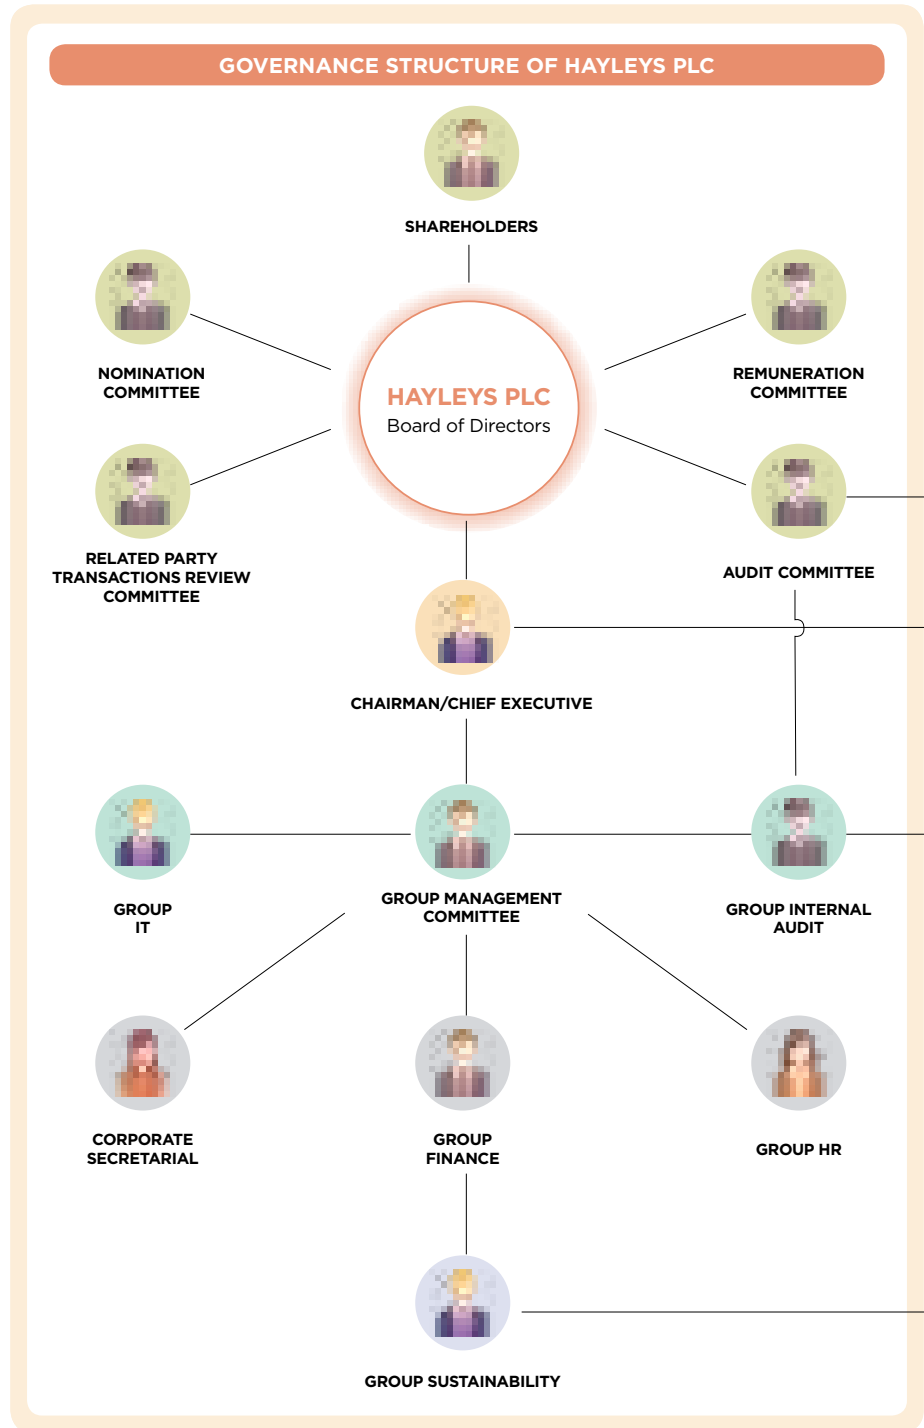 GOVERNANCE STRUCTURE OF HAYLEYS PLC
SHAREHOLDERS
NOMINATION
COMMITTEE
REMUNERATION
COMMITTEE
HAYLEYS PLC
Board of Directors
RELATED PARTY
TRANSACTIONS REVIEW
COMMITTEE
AUDIT COMMITTEE
CHAIRMAN/CHIEF EXECUTIVE
GROUP
IT
GROUP MANAGEMENT
COMMITTEE
GROUP INTERNAL
AUDIT
CORPORATE
SECRETARIAL
GROUP
FINANCE
GROUP HR
GROUP SUSTAINABILITY